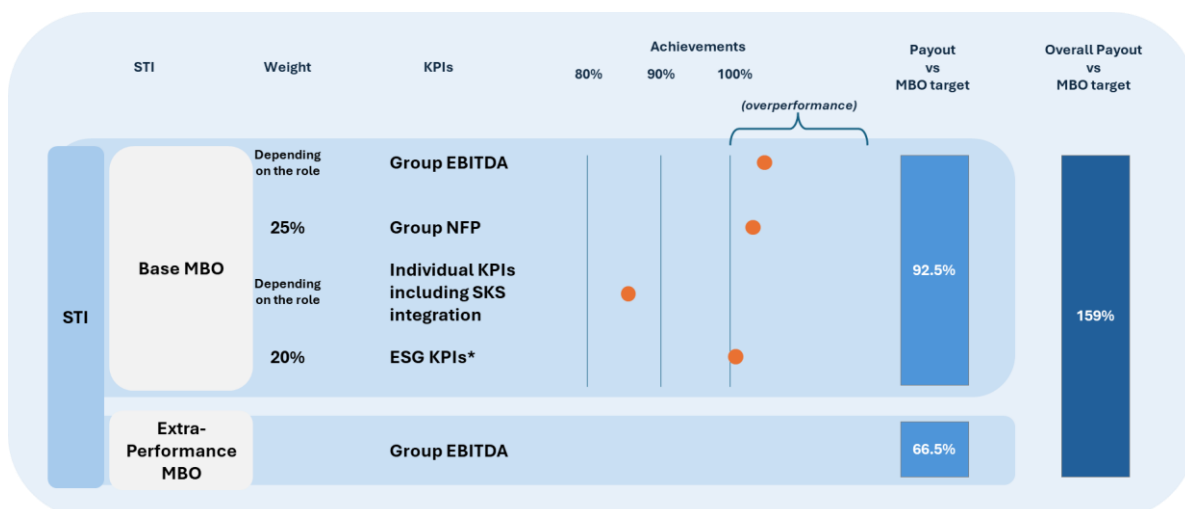 STI
Weight
KPIs
Achievements
80%
90%
100%
(overperformance)
Payout
vs
MBO target
Overall Payout
vs
MBO target
STI
Base MBO
Depending
on the role
Group EBITDA
25%
Group NFP
Depending
on the role
Individual KPIs
including SKS
integration
20%
ESG KPIs*
92.5%
159%
Extra-
Performance
MBO
Group EBITDA
66.5%